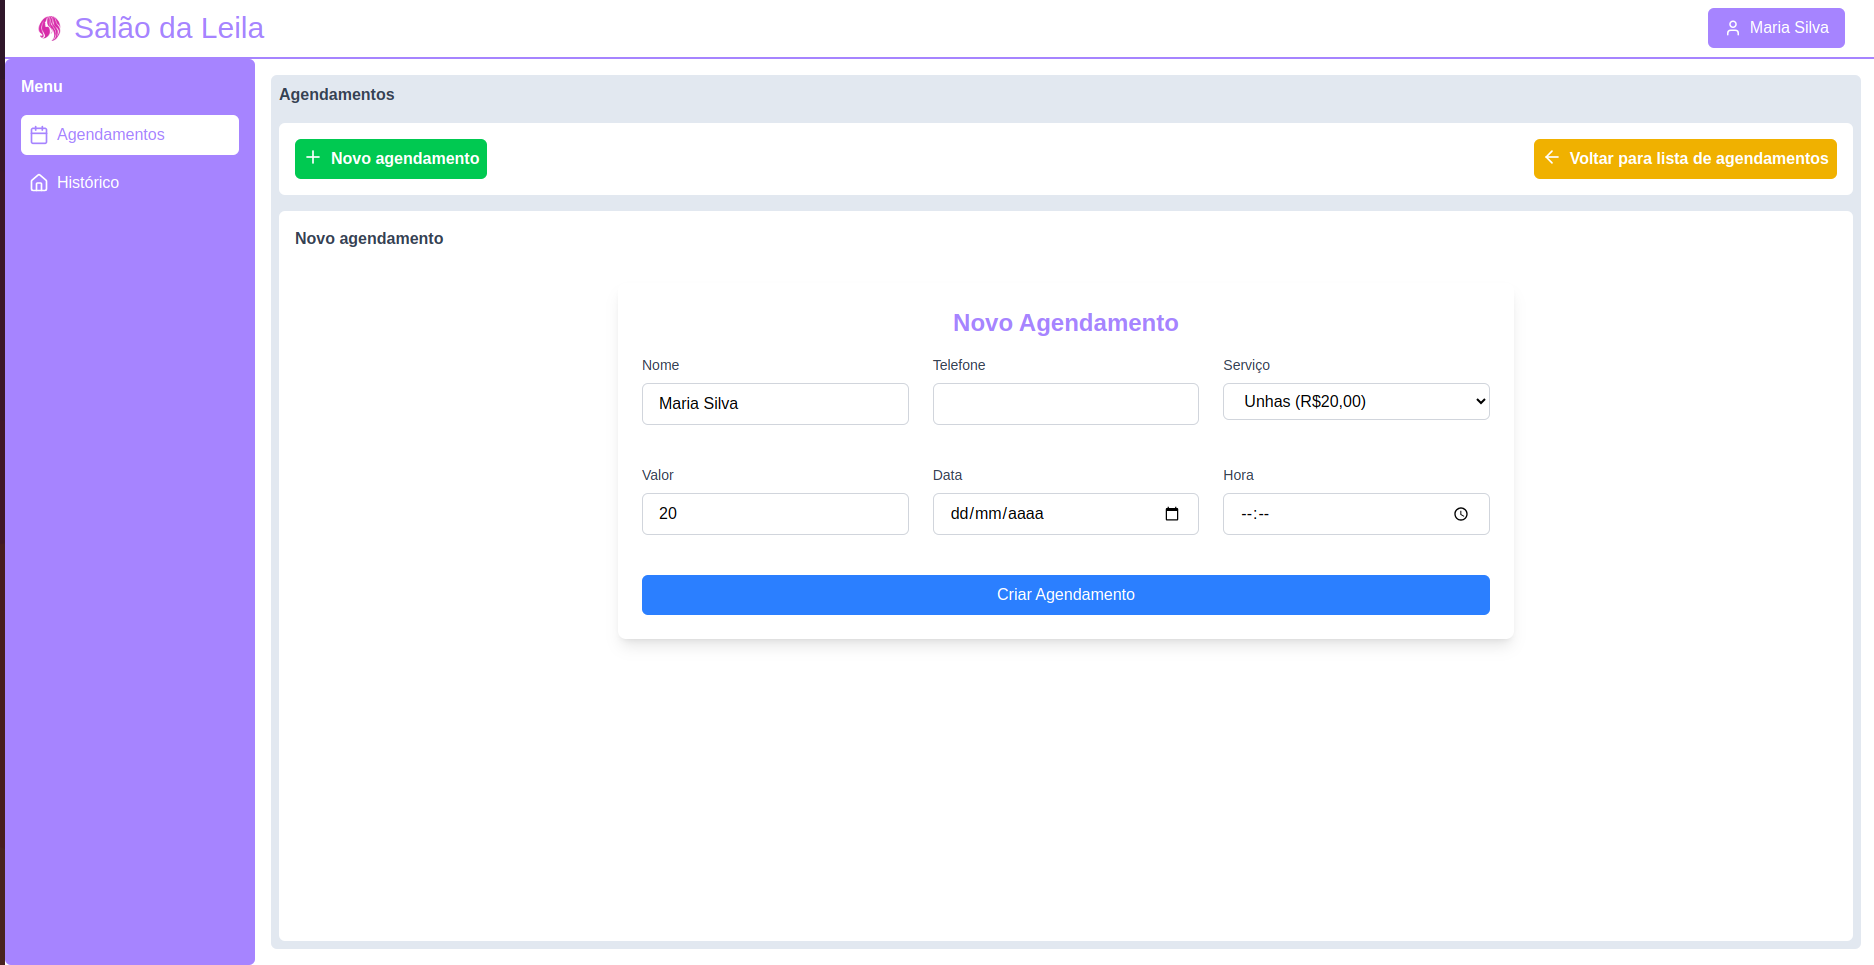 Salão da Leila
Maria Silva
Menu
Agendamentos
Histórico
Agendamentos
Novo agendamento
Voltar para lista de agendamentos
Novo agendamento
Novo Agendamento
Nome
Telefone
Serviço
Maria Silva
Unhas (R$20,00)
Valor
Data
Hora
20
dd/mm/aaaa
--:--
Criar Agendamento